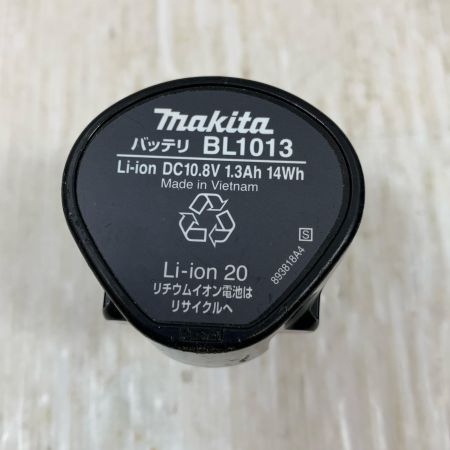 makita
バッテリ BL1013
Li-ion DC10.8V 1.3Ah 14Wh
Made in Vietnam
S
893818A4
Li-ion 20
リチウムイオン電池は
リサイクルへ